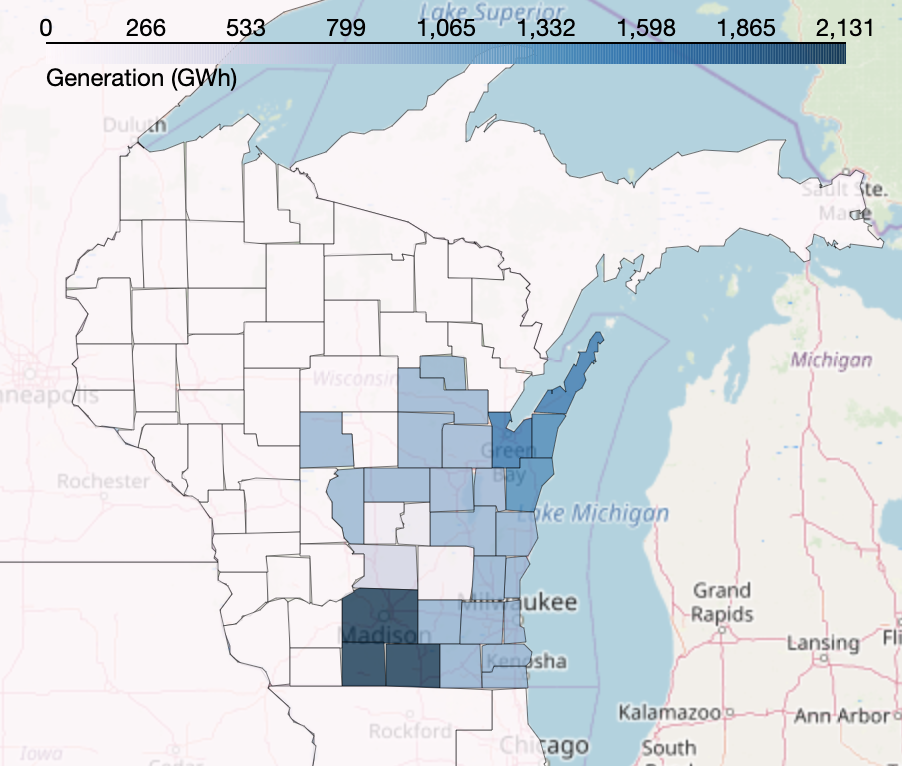 Lake Superior
0 266 533 799 1,065 1,332 1,598 1,865 2,131
Generation (GWh)
Duluth
Sault Ste.
Marie
Michigan
Wisconsin
nneapolis
Green
Bay
Rochester
Lake Michigan
Grand
Rapids
Milwaukee
Madison
Lansing
Fli
Kenosha
Kalamazoo
Ann Arbor
Rockford
Chicago
South
Iowa